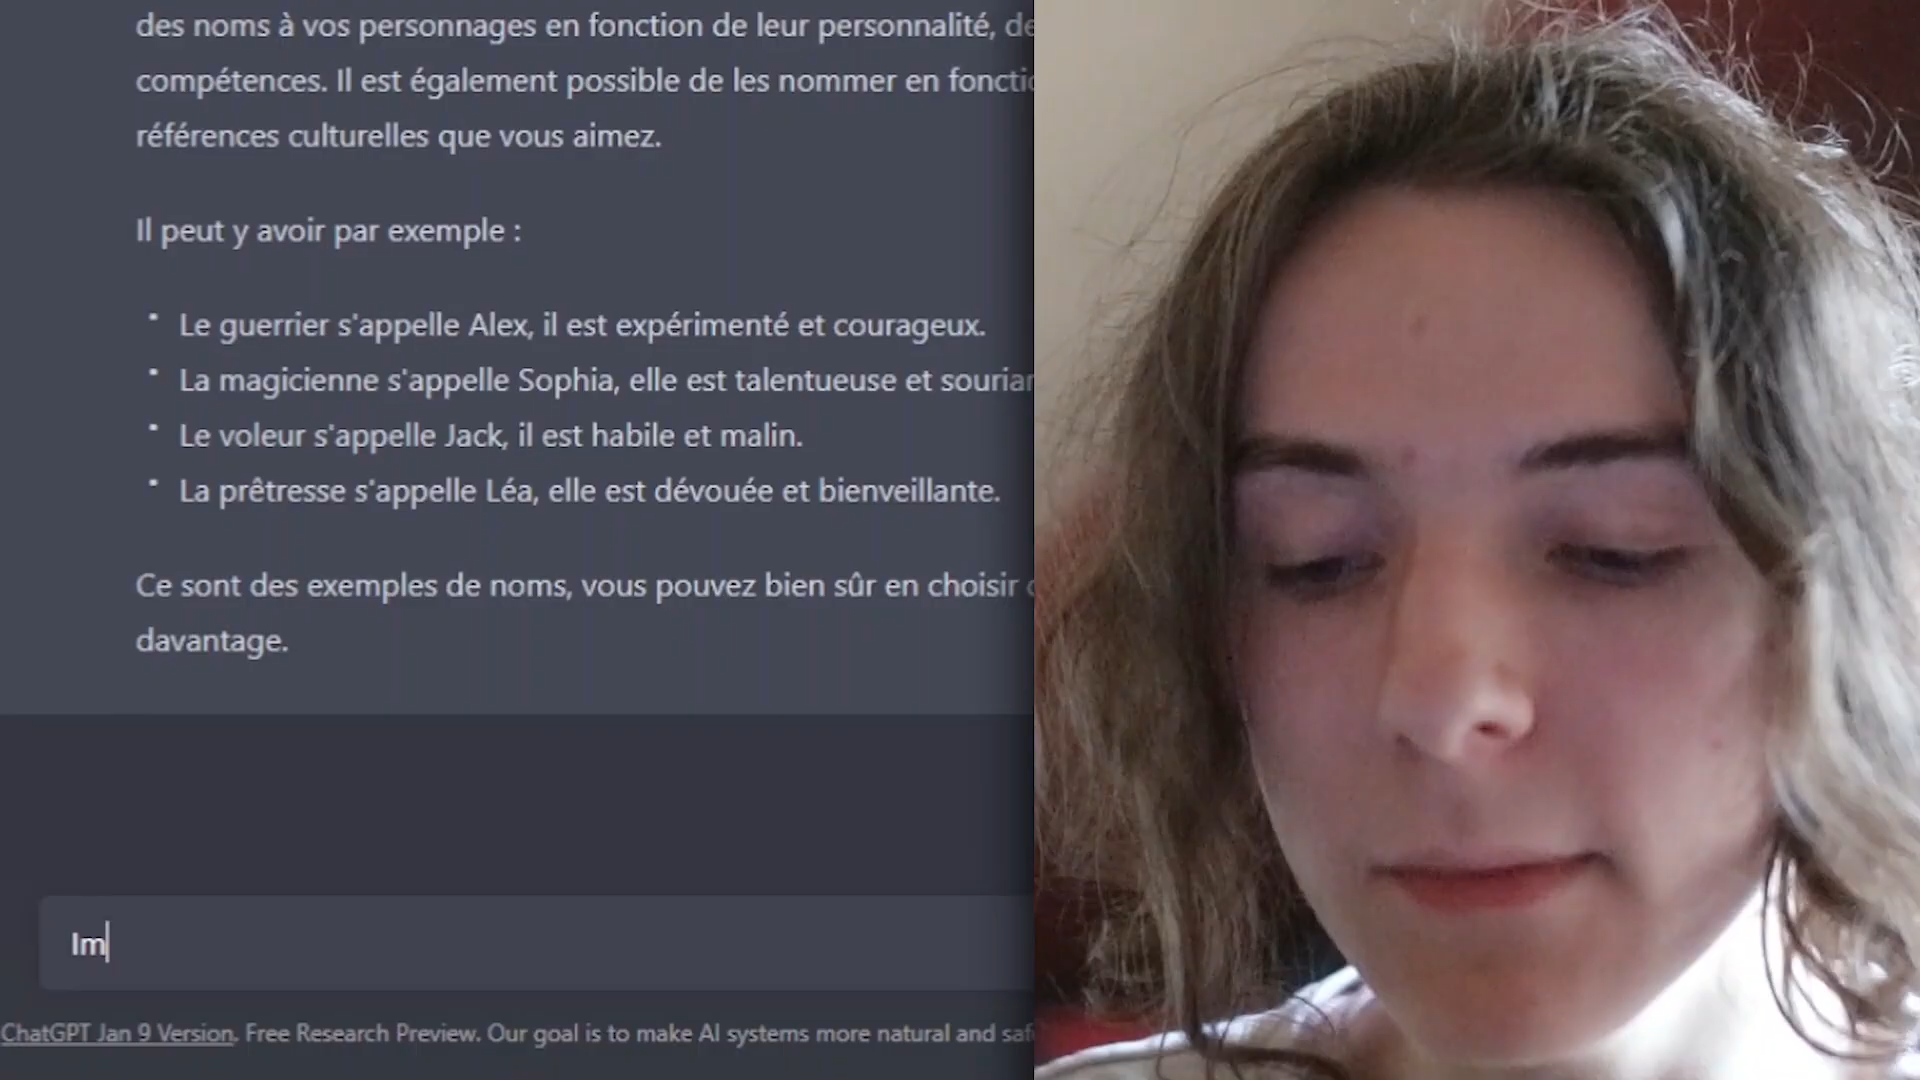 des noms à vos personnages en fonction de leur personnalité,
compétences. Il est également possible de les nommer en
références culturelles que vous aimez.
Il peut y avoir par exemple :
• Le guerrier s'appelle Alex, il est expérimenté et courageux.
• La magicienne s'appelle Sophia, elle est talentueuse et
• Le voleur s'appelle Jack, il est habile et malin.
• La prêtresse s'appelle Léa, elle est dévouée et bienveillante.
Ce sont des exemples de noms, vous pouvez bien sûr en choisir
davantage.
Im
ChatGPT Jan 9 Version. Free Research Preview. Our goal is to make AI systems more natural and